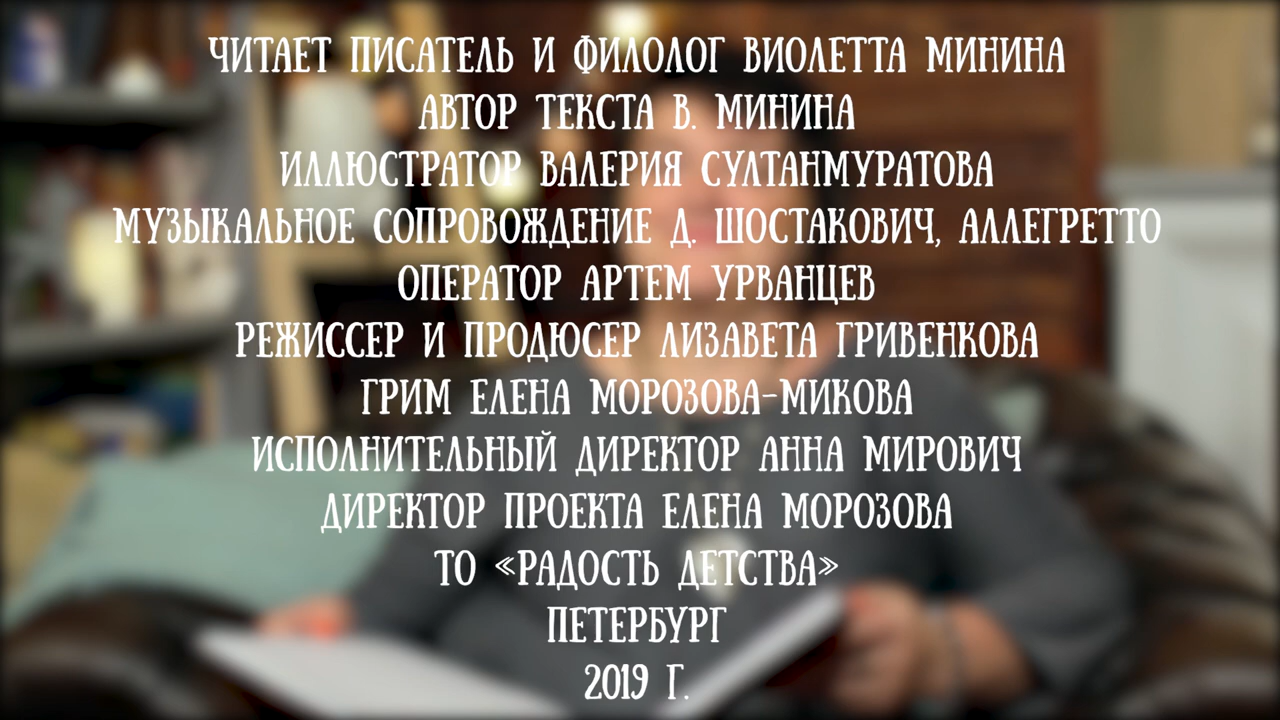 ЧИТАЕТ ПИСАТЕЛЬ И ФИЛОЛОГ ВИОЛЕТТА МИНИНА
АВТОР ТЕКСТА В. МИНИНА
ИЛЛЮСТРАТОР ВАЛЕРИЯ СУЛТАНМУРАТОВА
МУЗЫКАЛЬНОЕ СОПРОВОЖДЕНИЕ Д. ШОСТАКОВИЧ, АЛЛЕГРЕТТО
ОПЕРАТОР АРТЕМ УРВАНЦЕВ
РЕЖИССЕР И ПРОДЮСЕР ЛИЗАВЕТА ГРИВЕНКОВА
ГРИМ ЕЛЕНА МОРОЗОВА-МИКОВА
ИСПОЛНИТЕЛЬНЫЙ ДИРЕКТОР АННА МИРОВИЧ
ДИРЕКТОР ПРОЕКТА ЕЛЕНА МОРОЗОВА
ТО «РАДОСТЬ ДЕТСТВА»
ПЕТЕРБУРГ
2019 Г.